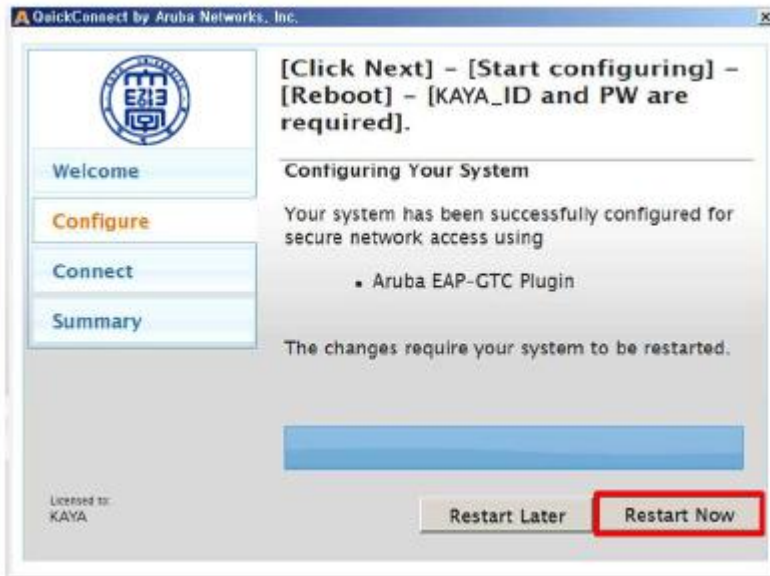 QuickConnect by Aruba Networks, Inc.
[Click Next] – [Start configuring] –
[Reboot] – [KAYA_ID and PW are
required].
Welcome
Configure
Connect
Summary
Configuring Your System
Your system has been successfully configured for
secure network access using
• Aruba EAP-GTC Plugin
The changes require your system to be restarted.
Licensed to:
KAYA
Restart Later
Restart Now